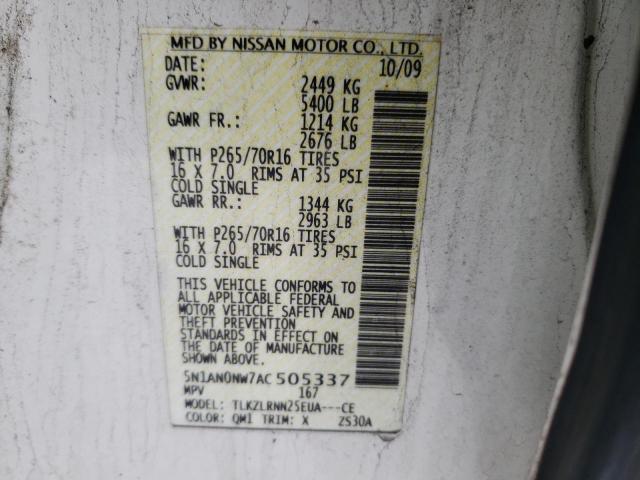 MFD BY NISSAN MOTOR CO., LTD.
DATE: 10/09
GVWR: 2449 KG
5400 LB
GAWR FR.: 1214 KG
2676 LB
WITH P265/70R16 TIRES
16 X 7.0 RIMS AT 35 PSI
COLD SINGLE
GAWR RR.: 1344 KG
2963 LB
WITH P265/70R16 TIRES
16 X 7.0 RIMS AT 35 PSI
COLD SINGLE
THIS VEHICLE CONFORMS TO
ALL APPLICABLE FEDERAL
MOTOR VEHICLE SAFETY AND
THEFT PREVENTION
STANDARDS IN EFFECT ON
THE DATE OF MANUFACTURE
5N1AN0NW7AC505337
MPV 167
MODEL: TLKZLRNN25EUA---CE
COLOR: QM1 TRIM: X ZS30A